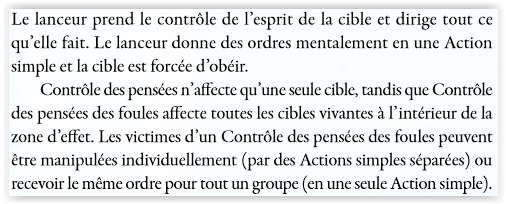 Le lanceur prend le contrôle de l’esprit de la cible et dirige tout ce
qu’elle fait. Le lanceur donne des ordres mentalement en une Action
simple et la cible est forcée d’obéir.
Contrôle des pensées n’affecte qu’une seule cible, tandis que Contrôle
des pensées des foules affecte toutes les cibles vivantes à l’intérieur de la
zone d’effet. Les victimes d’un Contrôle des pensées des foules peuvent
être manipulées individuellement (par des Actions simples séparées) ou
recevoir le même ordre pour tout un groupe (en une seule Action simple).